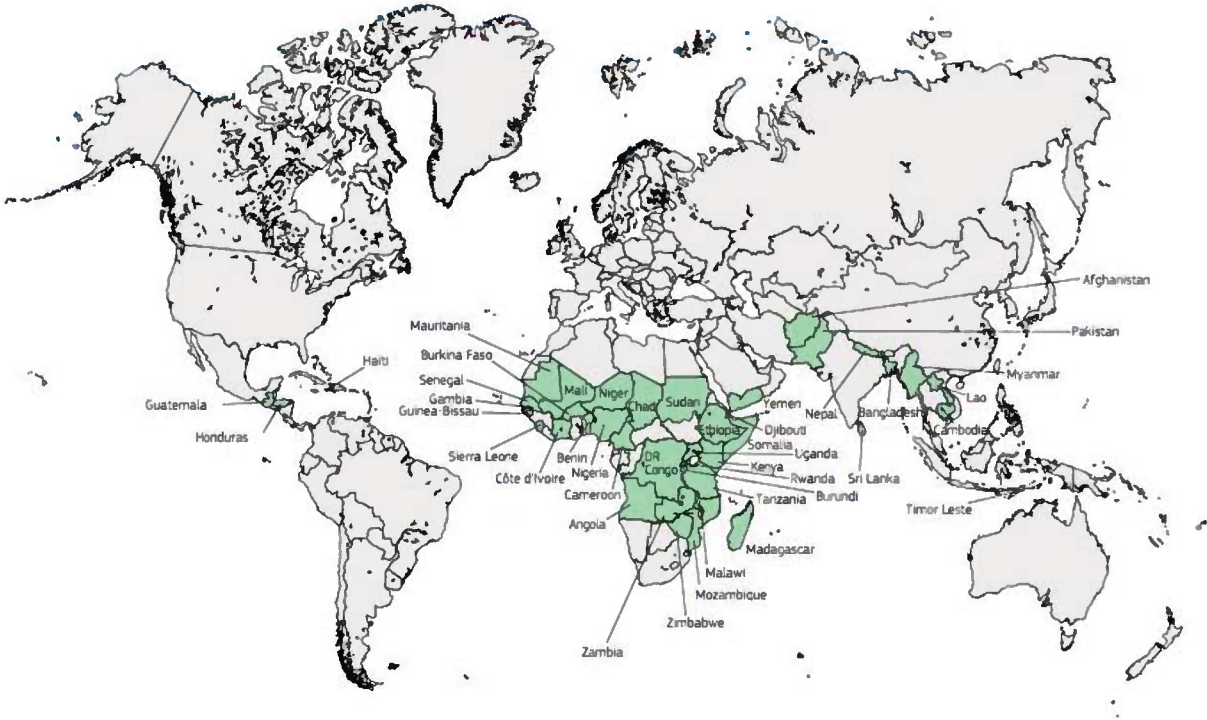 Afghanistan
Pakistan
Mauritania
Burkina Faso
Haiti
Senegal
Myanmar
Gambia
Mali
Niger
Lao
Guatemala
Guinea-Bissau
Chad
Sudan
Yemen
Nepal
Bangladesh
Honduras
Ethiopia
Djibouti
Cambodia
Somalia
Sierra Leone
Benin
DR
Congo
Uganda
Nigeria
Kenya
Côte d'Ivoire
Rwanda
Sri Lanka
Cameroon
Burundi
Tanzania
Timor Leste
Angola
Madagascar
Malawi
Mozambique
Zimbabwe
Zambia